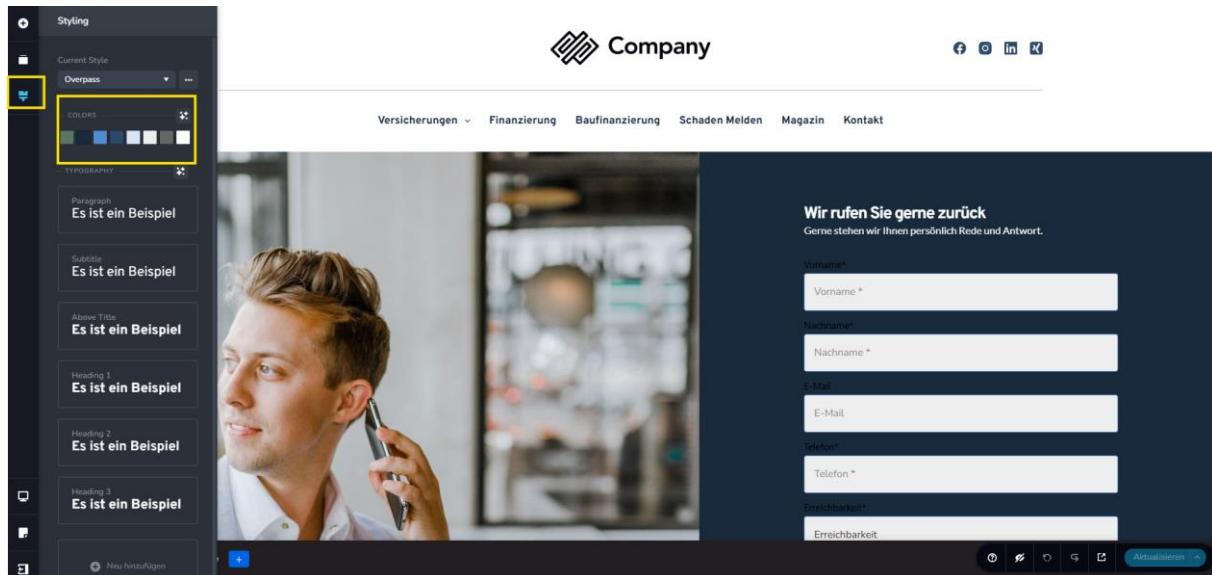 Styling
Current Style
Overpass
COLORS
TYPOGRAPHY
Paragraph
Es ist ein Beispiel
Subtitle
Es ist ein Beispiel
Above Title
Es ist ein Beispiel
Heading 1
Es ist ein Beispiel
Heading 2
Es ist ein Beispiel
Heading 3
Es ist ein Beispiel
Neu hinzufügen
Company
Versicherungen Finanzierung Baufinanzierung Schaden Melden Magazin Kontakt
Wir rufen Sie gerne zurück
Gerne stehen wir Ihnen persönlich Rede und Antwort.
Vorname*
Vorname *
Nachname*
Nachname *
E-Mail
E-Mail
Telefon*
Telefon *
Erreichbarkeit*
Erreichbarkeit
Aktualisieren